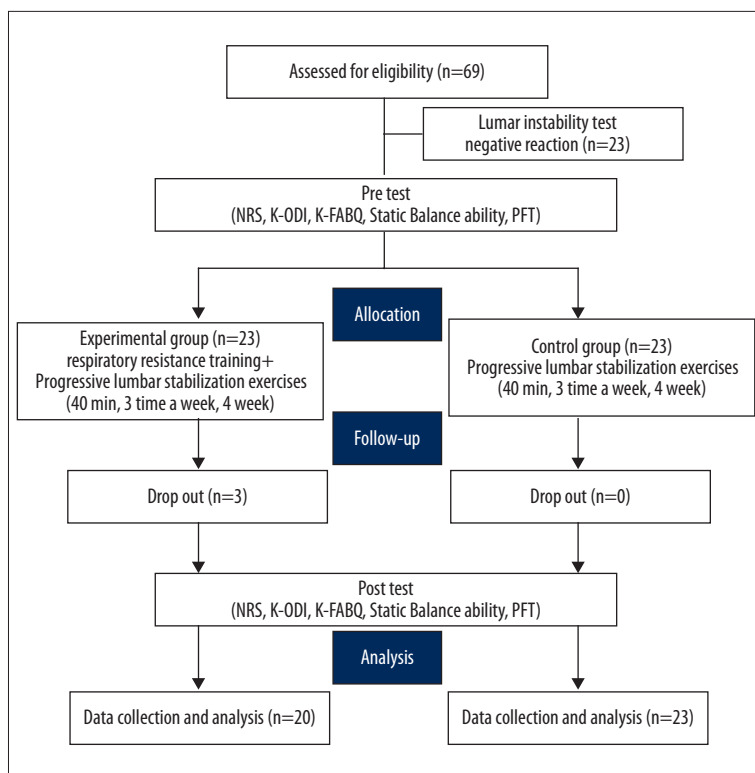 Assessed for eligibility (n=69)
Lumar instability test
negative reaction (n=23)
Pre test
(NRS, K-ODI, K-FABQ, Static Balance ability, PFT)
Allocation
Experimental group (n=23)
respiratory resistance training+
Progressive lumbar stabilization exercises
(40 min, 3 time a week, 4 week)
Control group (n=23)
Progressive lumbar stabilization exercises
(40 min, 3 time a week, 4 week)
Follow-up
Drop out (n=3)
Drop out (n=0)
Post test
(NRS, K-ODI, K-FABQ, Static Balance ability, PFT)
Analysis
Data collection and analysis (n=20)
Data collection and analysis (n=23)